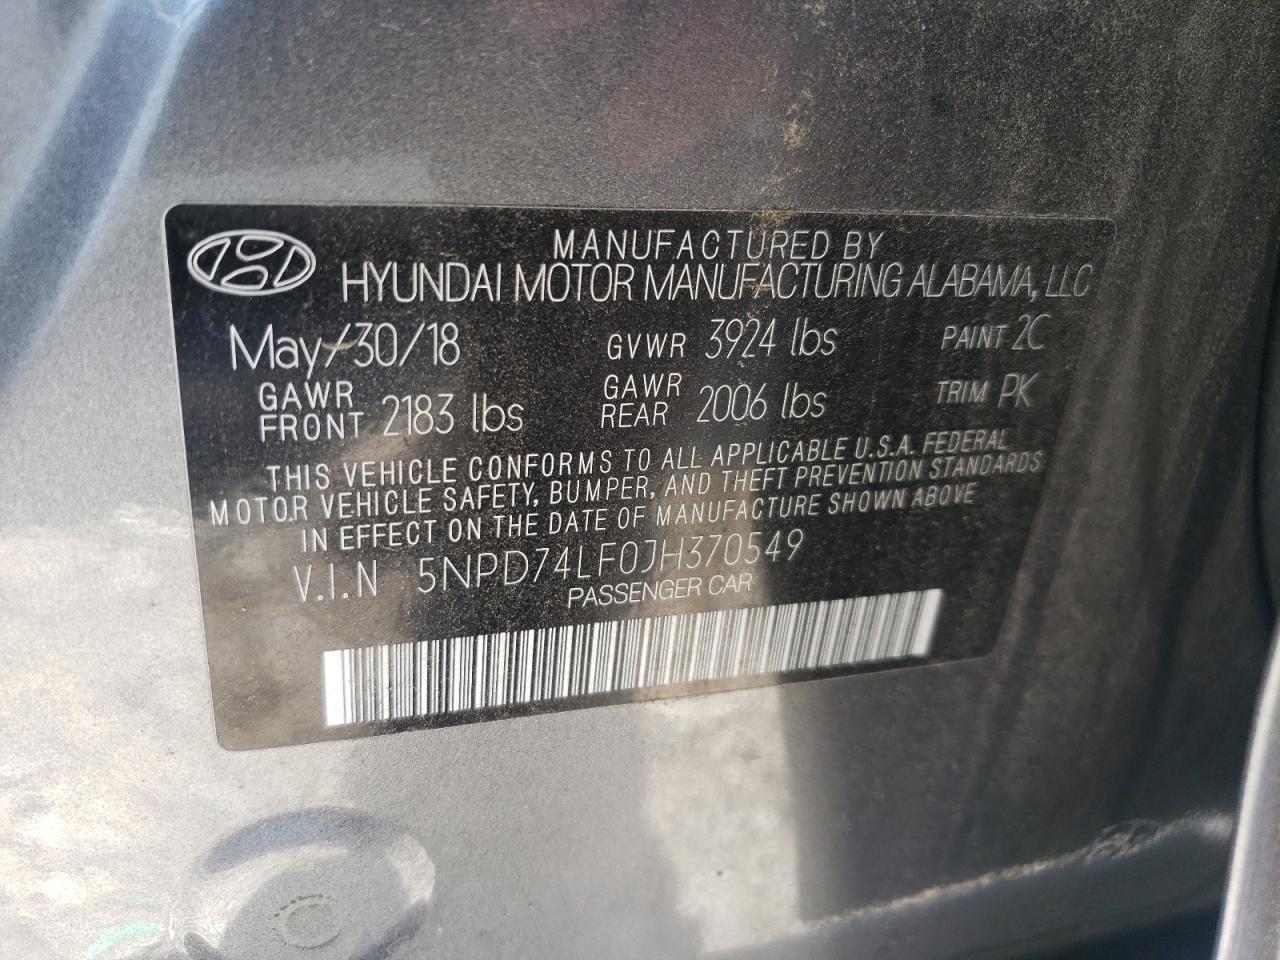 MANUFACTURED BY
HYUNDAI MOTOR MANUFACTURING ALABAMA, LLC
May/30/18 GVWR 3924 lbs PAINT 2C
GAWR FRONT 2183 lbs GAWR REAR 2006 lbs TRIM PK
THIS VEHICLE CONFORMS TO ALL APPLICABLE U.S.A. FEDERAL
MOTOR VEHICLE SAFETY, BUMPER, AND THEFT PREVENTION STANDARDS
IN EFFECT ON THE DATE OF MANUFACTURE SHOWN ABOVE
V.I.N 5NPD74LF0JH370549
PASSENGER CAR